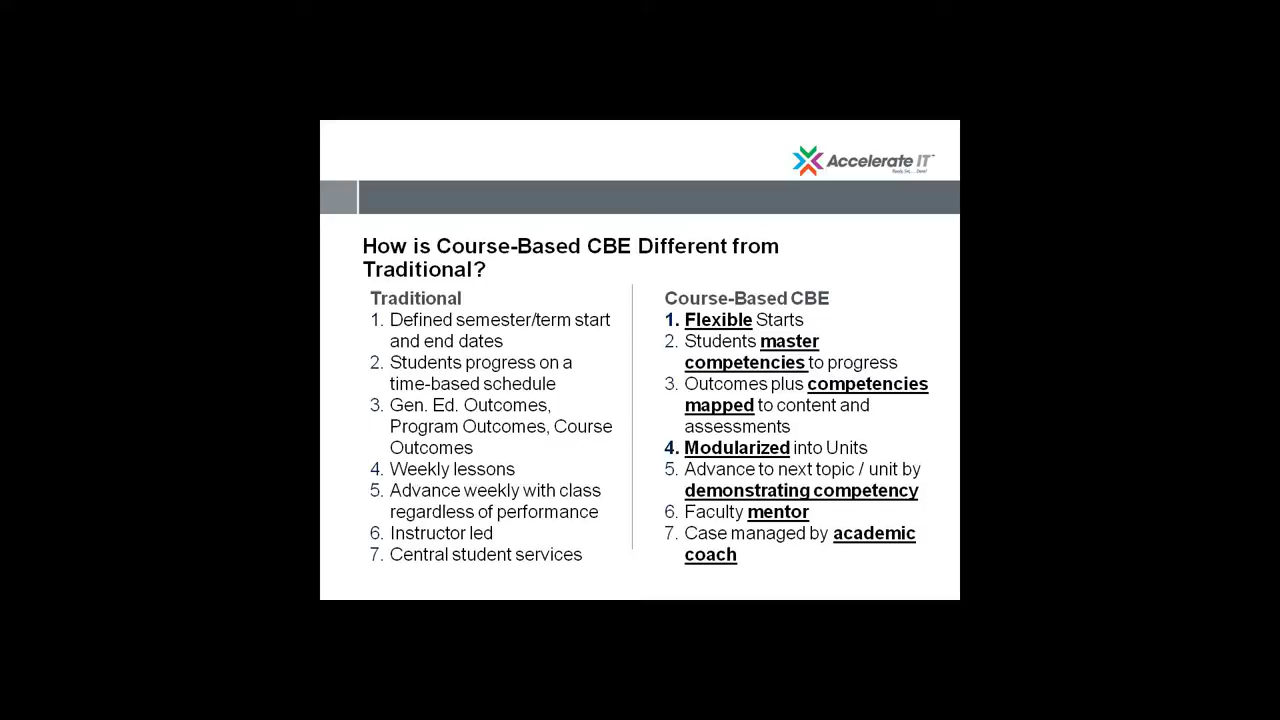 Accelerate IT™
How is Course-Based CBE Different from
Traditional?
Traditional
1. Defined semester/term start
and end dates
2. Students progress on a
time-based schedule
3. Gen. Ed. Outcomes,
Program Outcomes, Course
Outcomes
4. Weekly lessons
5. Advance weekly with class
regardless of performance
6. Instructor led
7. Central student services
Course-Based CBE
1. Flexible Starts
2. Students master
competencies to progress
3. Outcomes plus competencies
mapped to content and
assessments
4. Modularized into Units
5. Advance to next topic / unit by
demonstrating competency
6. Faculty mentor
7. Case managed by academic
coach